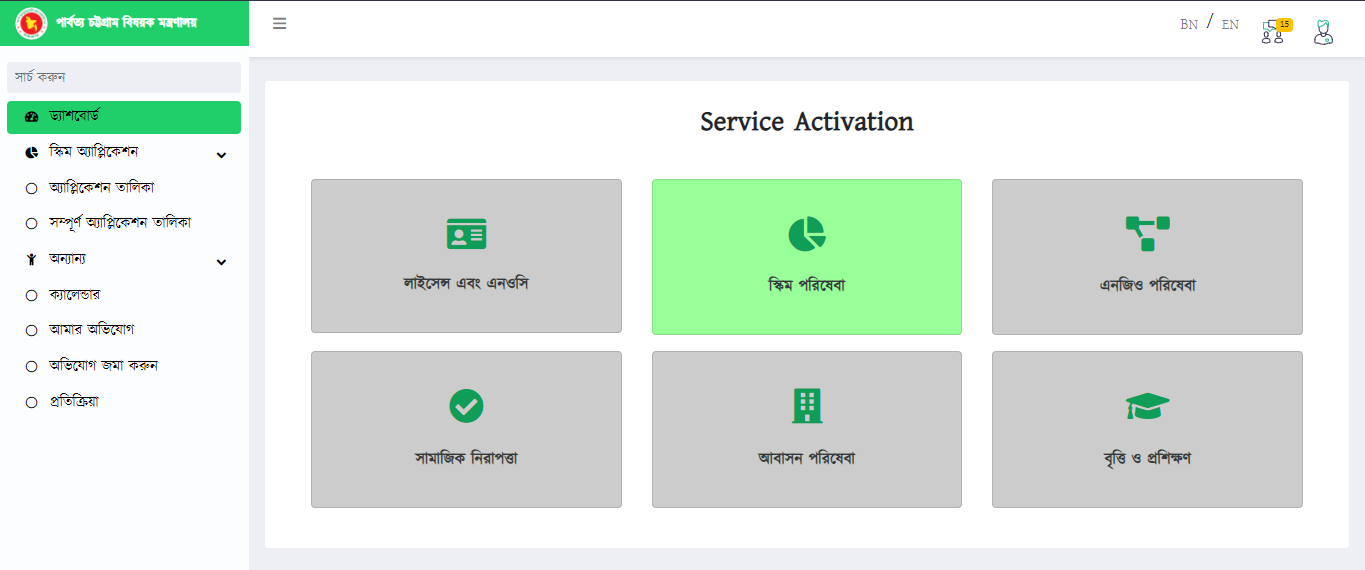 পার্বত্য চট্টগ্রাম বিষয়ক মন্ত্রণালয়
BN / EN
15
সার্চ করুন
ড্যাশবোর্ড
স্কিম অ্যাপ্লিকেশন
অ্যাপ্লিকেশন তালিকা
সম্পূর্ণ অ্যাপ্লিকেশন তালিকা
অন্যান্য
ক্যালেন্ডার
আমার অভিযোগ
অভিযোগ জমা করুন
প্রতিক্রিয়া
Service Activation
লাইসেন্স এবং এনওসি
স্কিম পরিষেবা
এনজিও পরিষেবা
সামাজিক নিরাপত্তা
আবাসন পরিষেবা
বৃত্তি ও প্রশিক্ষণ